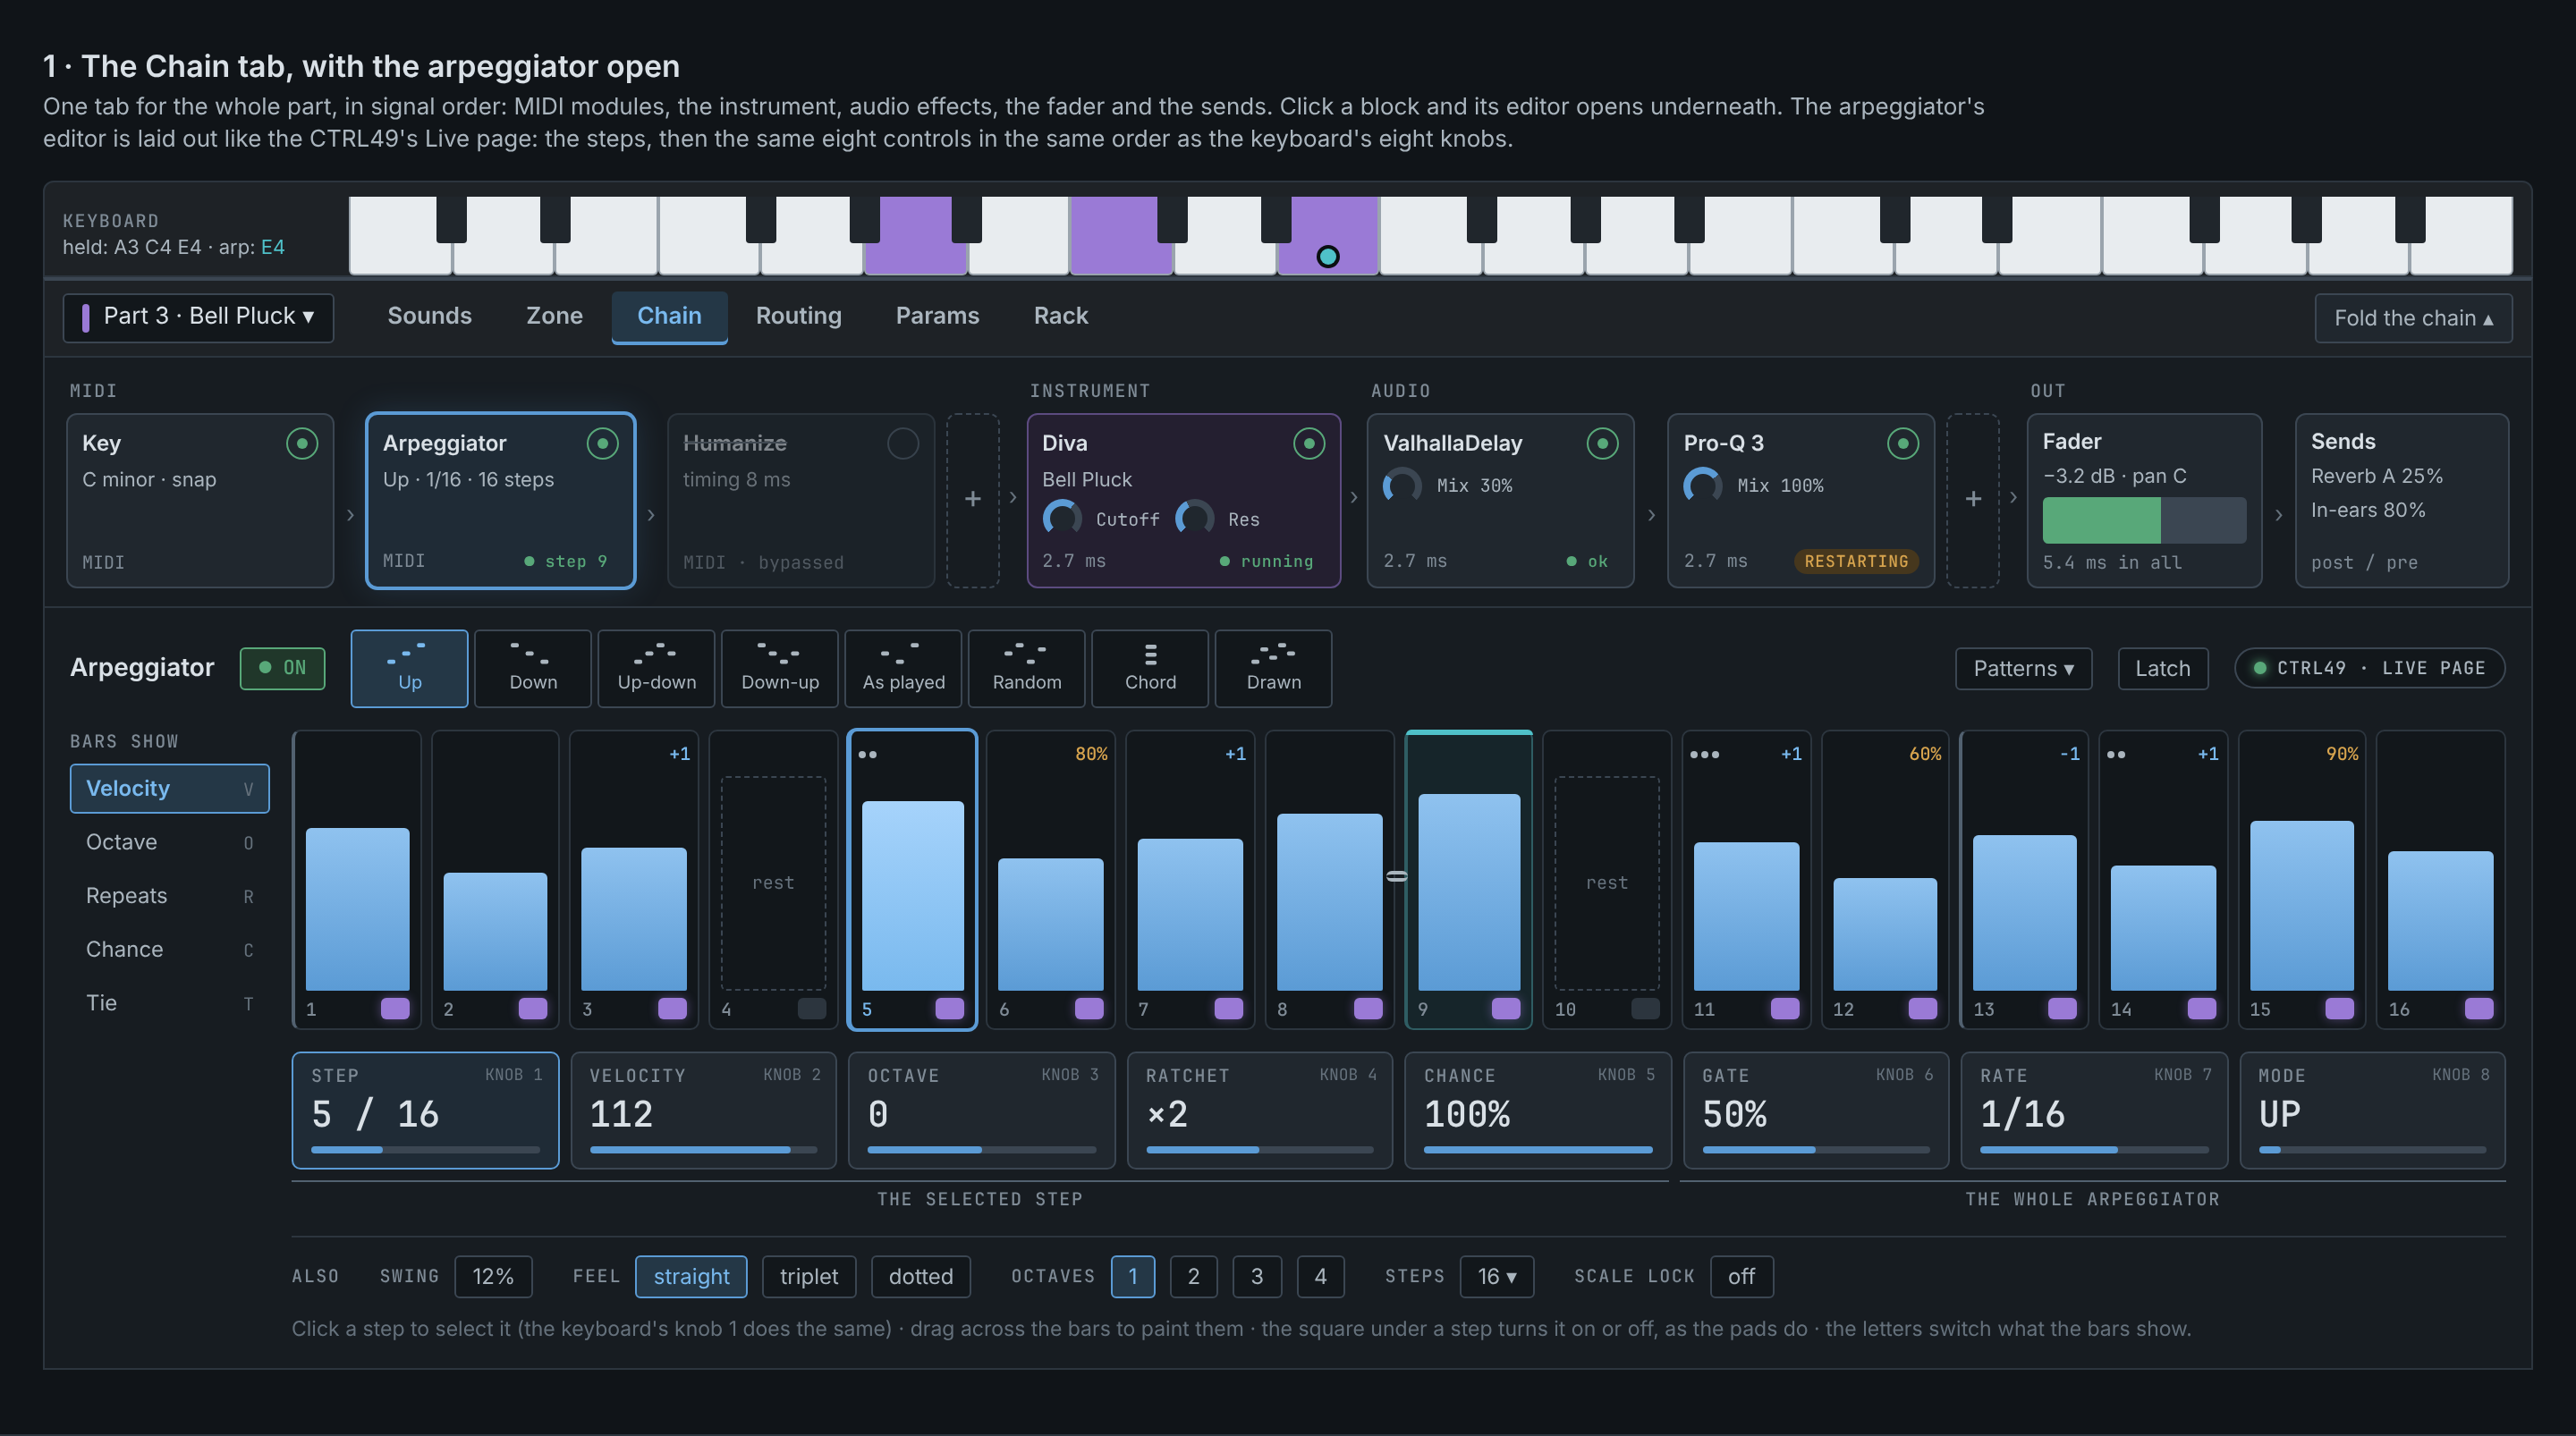 1 · The Chain tab, with the arpeggiator open
One tab for the whole part, in signal order: MIDI modules, the instrument, audio effects, the fader and the sends. Click a block and its editor opens underneath. The arpeggiator's
editor is laid out like the CTRL49's Live page: the steps, then the same eight controls in the same order as the keyboard's eight knobs.
KEYBOARD
held: A3 C4 E4 · arp: E4
Part 3 · Bell Pluck ▾ Sounds Zone Chain Routing Params Rack Fold the chain ▴
MIDI INSTRUMENT AUDIO OUT
Key Arpeggiator Humanize Diva ValhallaDelay Pro-Q 3 Fader Sends
C minor · snap Up · 1/16 · 16 steps timing 8 ms Bell Pluck Mix 30% Mix 100% −3.2 dB · pan C Reverb A 25%
+ › Cutoff Res + › In-ears 80%
MIDI MIDI ● step 9 MIDI · bypassed 2.7 ms ● running 2.7 ms ● ok 2.7 ms RESTARTING 5.4 ms in all post / pre
Arpeggiator ● ON Up Down Up-down Down-up As played Random Chord Drawn Patterns ▾ Latch ● CTRL49 · LIVE PAGE
BARS SHOW
Velocity V
Octave O
Repeats R
Chance C
Tie T
+1 80% +1 +1 60% -1 +1 90%
rest rest
1 2 3 4 5 6 7 8 9 10 11 12 13 14 15 16
STEP KNOB 1 VELOCITY KNOB 2 OCTAVE KNOB 3 RATCHET KNOB 4 CHANCE KNOB 5 GATE KNOB 6 RATE KNOB 7 MODE KNOB 8
5 / 16 112 0 ×2 100% 50% 1/16 UP
THE SELECTED STEP THE WHOLE ARPEGGIATOR
ALSO SWING 12% FEEL straight triplet dotted OCTAVES 1 2 3 4 STEPS 16 ▾ SCALE LOCK off
Click a step to select it (the keyboard's knob 1 does the same) · drag across the bars to paint them · the square under a step turns it on or off, as the pads do · the letters switch what the bars show.